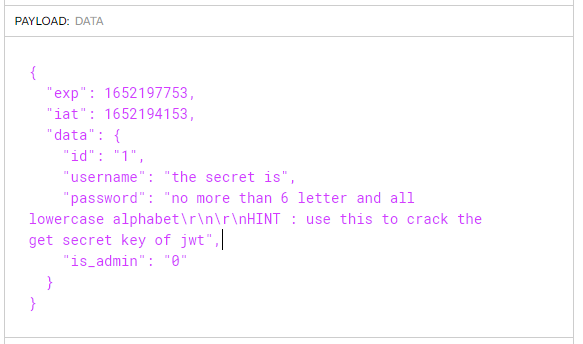 PAYLOAD: DATA
{
"exp": 1652197753,
"iat": 1652194153,
"data": {
"id": "1",
"username": "the secret is",
"password": "no more than 6 letter and all
lowercase alphabet\r\n\r\nHINT : use this to crack the
get secret key of jwt",
"is_admin": "0"
}
}